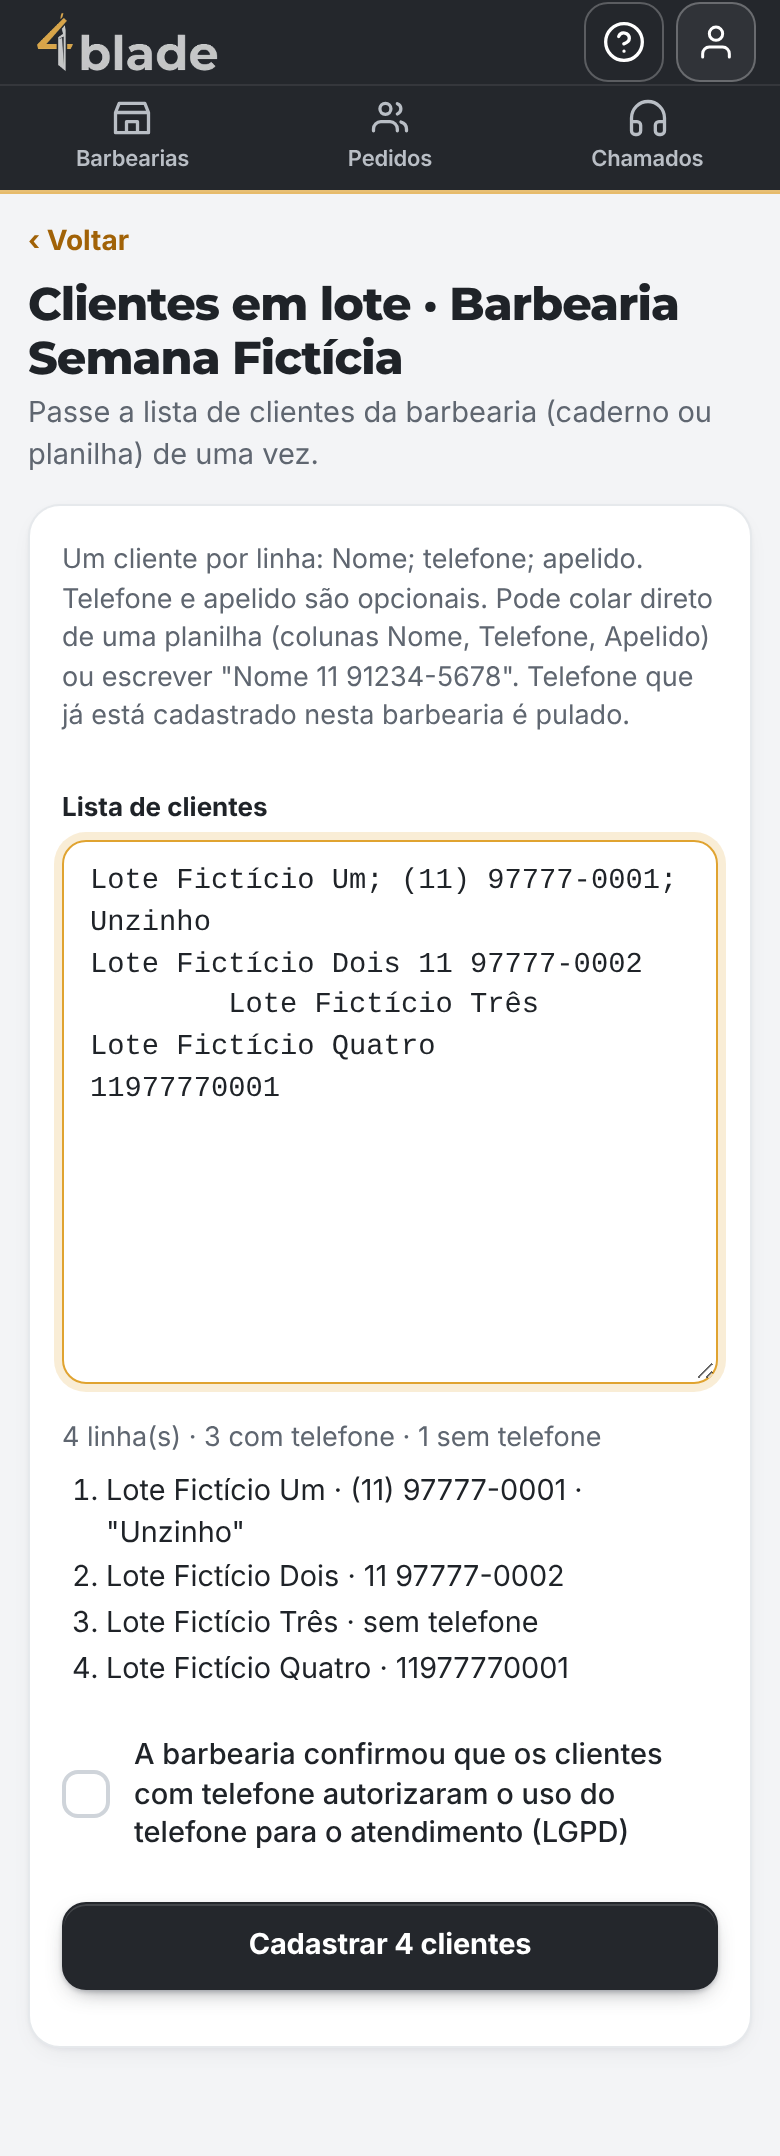 4blade
Barbearias
Pedidos
Chamados
‹ Voltar
Clientes em lote · Barbearia
Semana Fictícia
Passe a lista de clientes da barbearia (caderno ou
planilha) de uma vez.
Um cliente por linha: Nome; telefone; apelido.
Telefone e apelido são opcionais. Pode colar direto
de uma planilha (colunas Nome, Telefone, Apelido)
ou escrever "Nome 11 91234-5678". Telefone que
já está cadastrado nesta barbearia é pulado.
Lista de clientes
Lote Fictício Um; (11) 97777-0001;
Unzinho
Lote Fictício Dois 11 97777-0002
Lote Fictício Três
Lote Fictício Quatro
11977770001
4 linha(s) · 3 com telefone · 1 sem telefone
1. Lote Fictício Um · (11) 97777-0001 ·
"Unzinho"
2. Lote Fictício Dois · 11 97777-0002
3. Lote Fictício Três · sem telefone
4. Lote Fictício Quatro · 11977770001
A barbearia confirmou que os clientes
com telefone autorizaram o uso do
telefone para o atendimento (LGPD)
Cadastrar 4 clientes